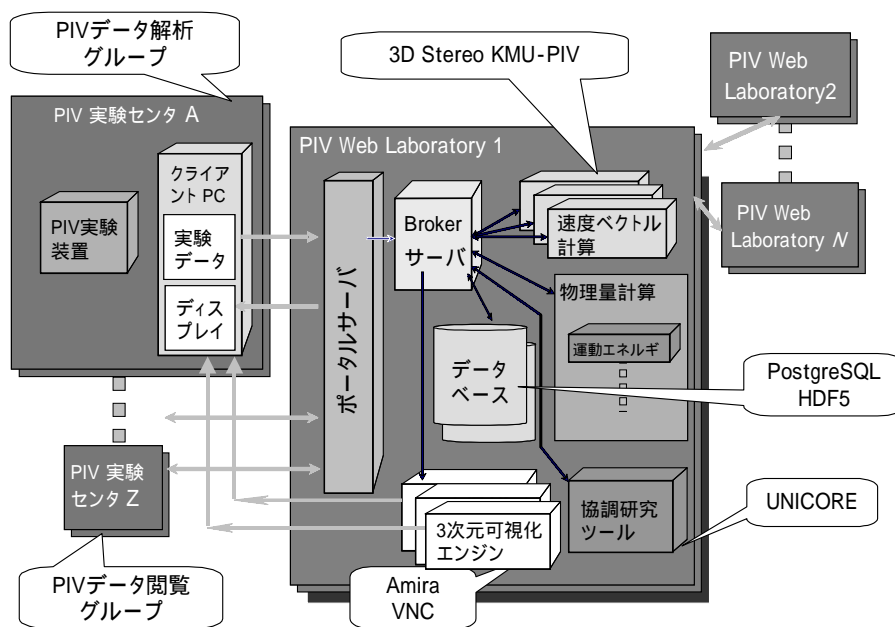 PIVデータ解析
グループ
3D Stereo KMU-PIV
PIV Web
Laboratory2
PIV 実験センタ A
PIV Web Laboratory 1
クライア
ント PC
PIV実験
装置
実験
データ
ディス
プレイ
ポータルサーバ
Broker
サーバ
速度ベクトル
計算
PIV Web
Laboratory N
物理量計算
運動エネルギ
データ
ベース
PostgreSQL
HDF5
PIV 実験
センタ Z
3次元可視化
エンジン
協調研究
ツール
UNICORE
PIVデータ閲覧
グループ
Amira
VNC